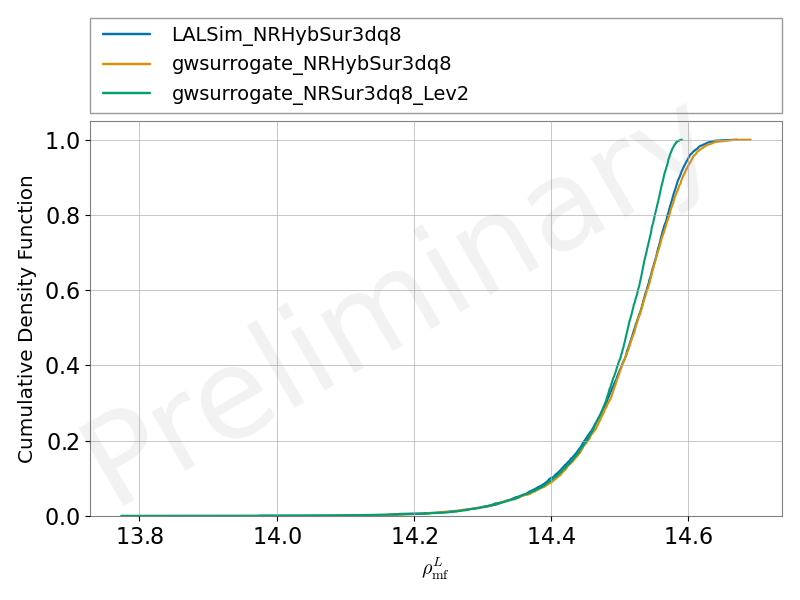 LALSim_NRHybSur3dq8
gwsurrogate_NRHybSur3dq8
gwsurrogate_NRSur3dq8_Lev2
Preliminary
Cumulative Density Function
1.0
0.8
0.6
0.4
0.2
0.0
13.8 14.0 14.2 14.4 14.6
ρ_mf^L